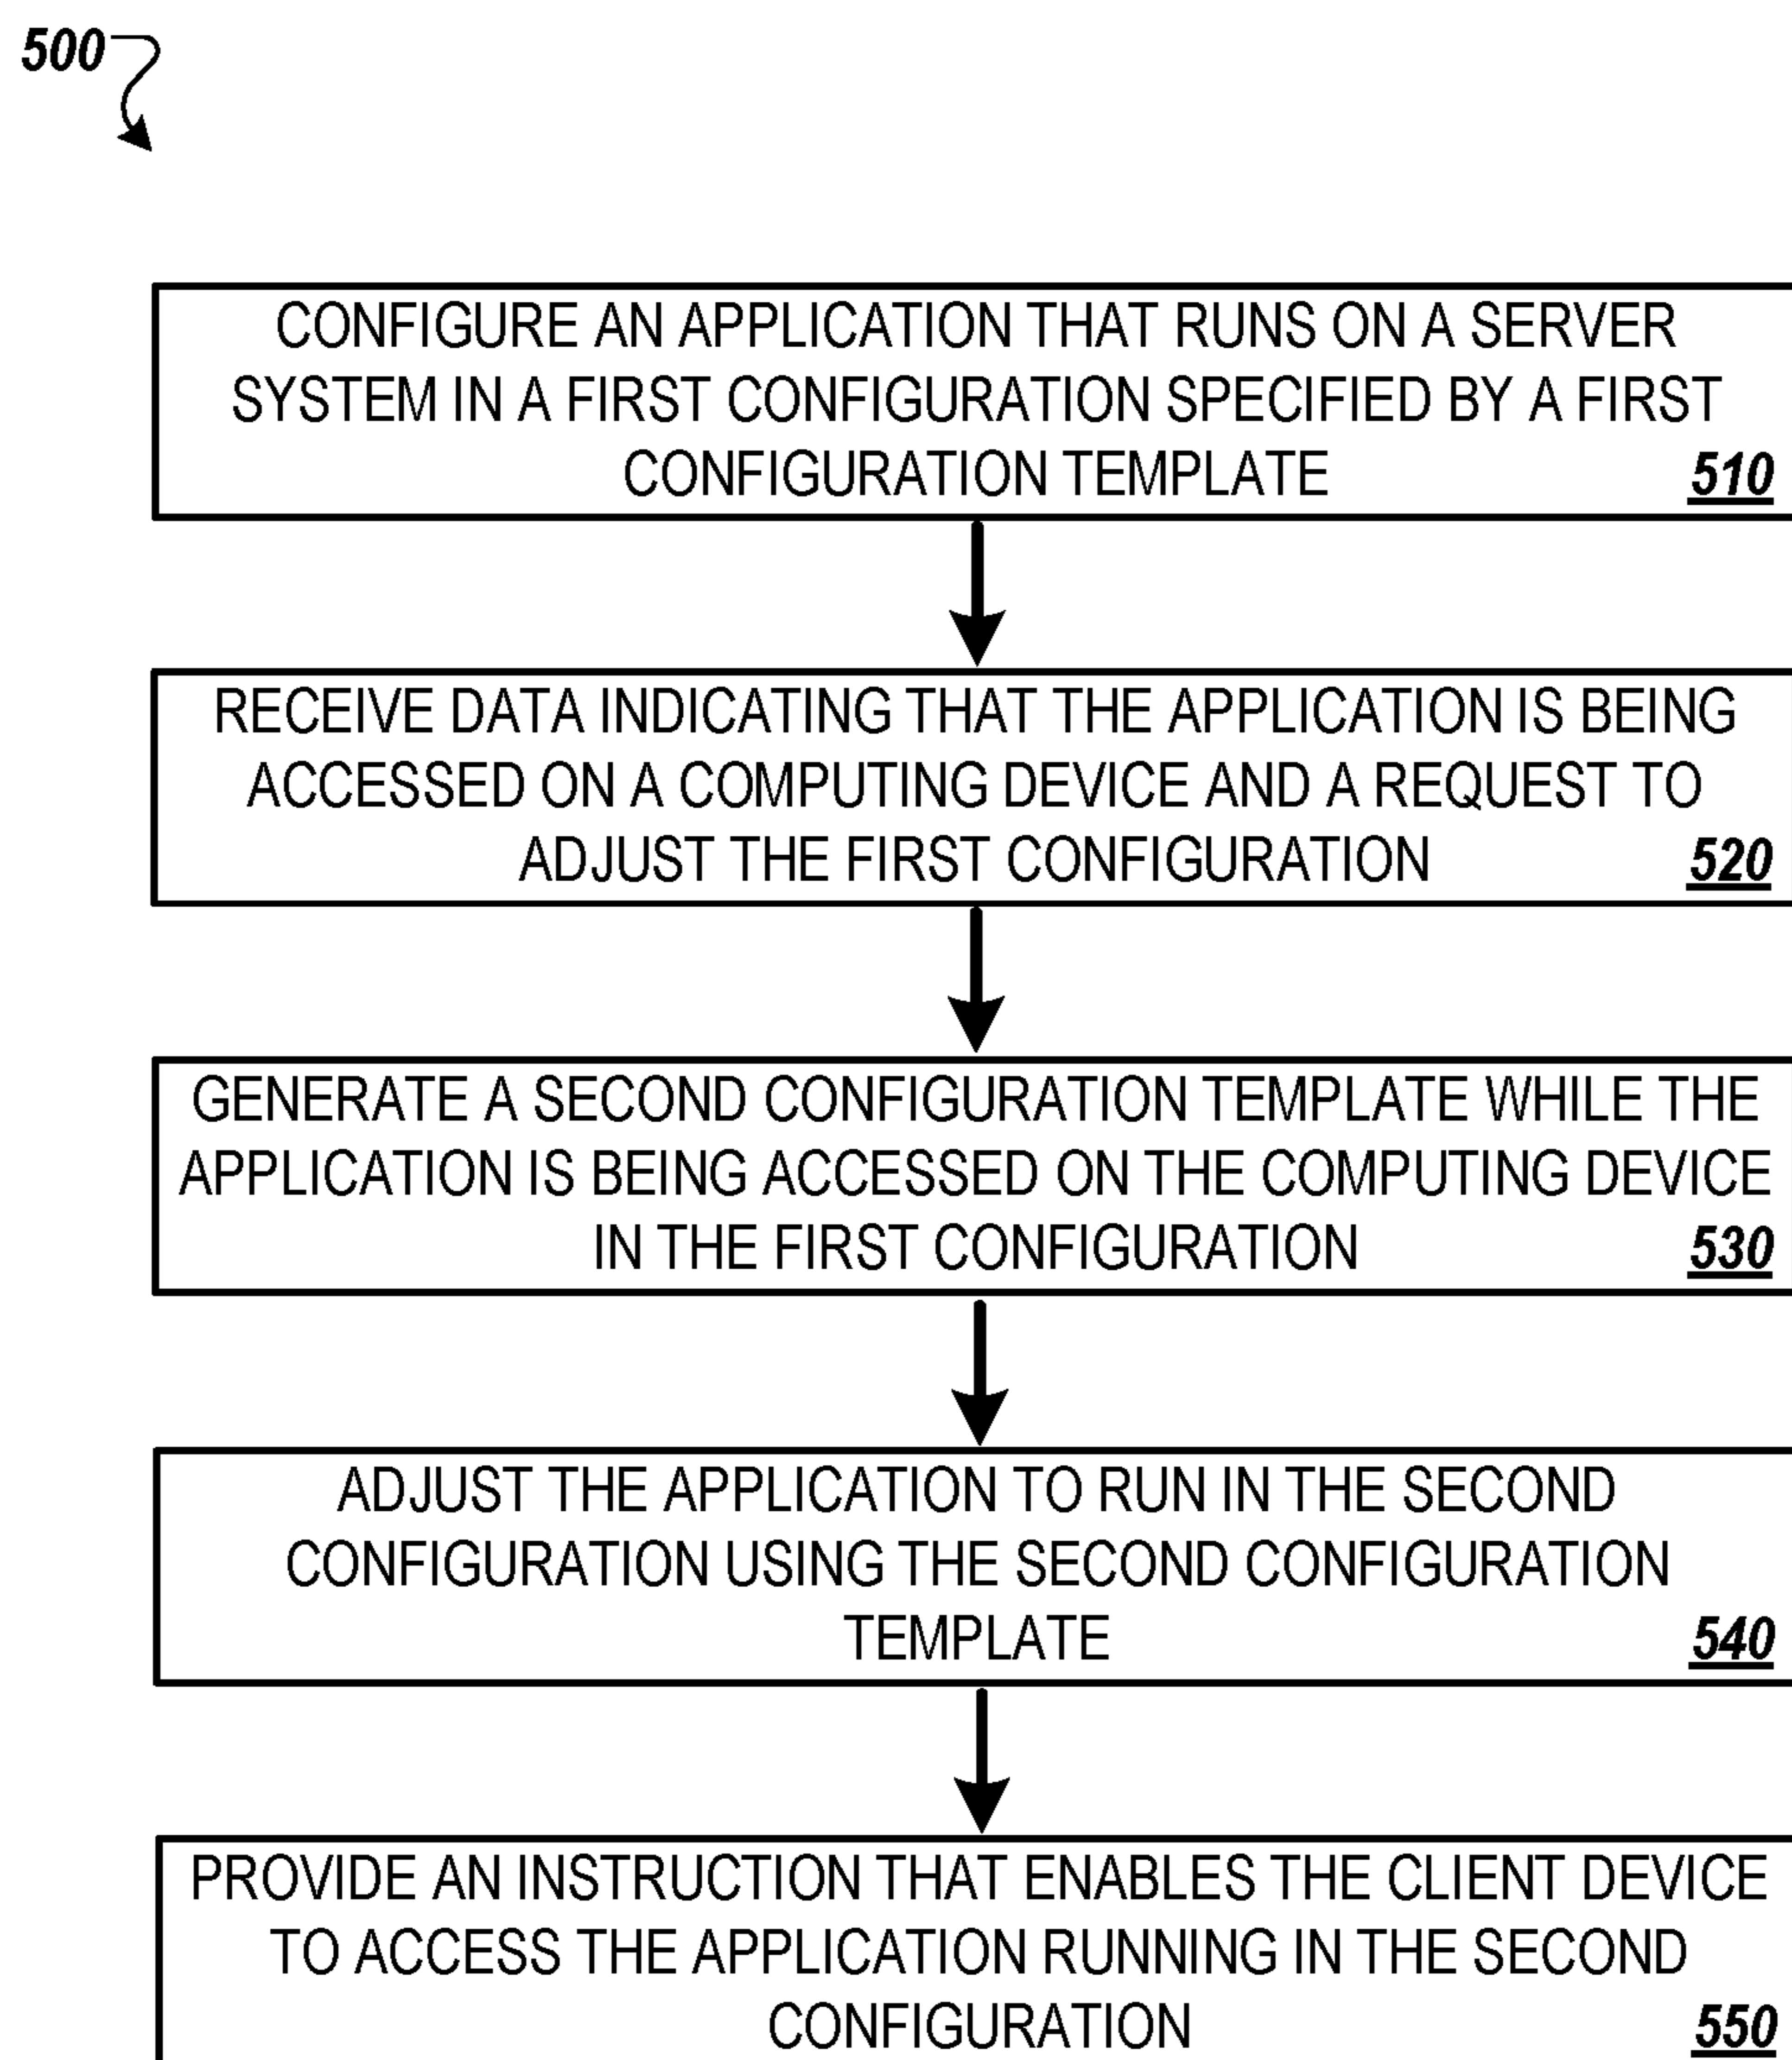 500
CONFIGURE AN APPLICATION THAT RUNS ON A SERVER
SYSTEM IN A FIRST CONFIGURATION SPECIFIED BY A FIRST
CONFIGURATION TEMPLATE
510
RECEIVE DATA INDICATING THAT THE APPLICATION IS BEING
ACCESSED ON A COMPUTING DEVICE AND A REQUEST TO
ADJUST THE FIRST CONFIGURATION
520
GENERATE A SECOND CONFIGURATION TEMPLATE WHILE THE
APPLICATION IS BEING ACCESSED ON THE COMPUTING DEVICE
IN THE FIRST CONFIGURATION
530
ADJUST THE APPLICATION TO RUN IN THE SECOND
CONFIGURATION USING THE SECOND CONFIGURATION
TEMPLATE
540
PROVIDE AN INSTRUCTION THAT ENABLES THE CLIENT DEVICE
TO ACCESS THE APPLICATION RUNNING IN THE SECOND
CONFIGURATION
550